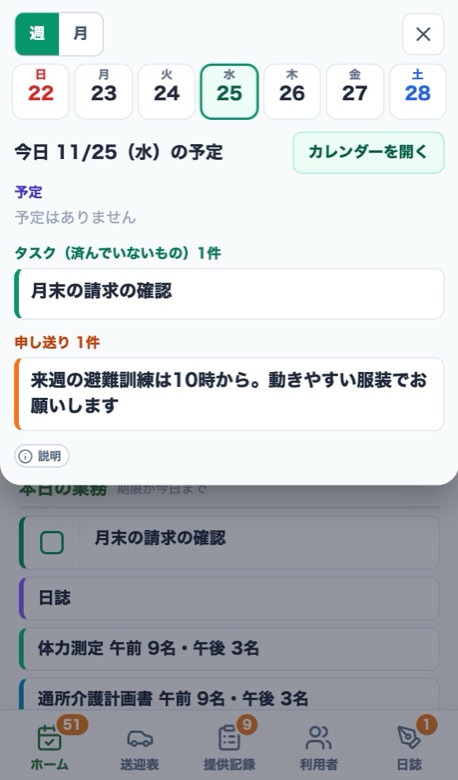 週 月
日 月 火 水 木 金 土
22 23 24 25 26 27 28
今日 11/25（水）の予定
カレンダーを開く
予定
予定はありません
タスク（済んでいないもの）1件
月末の請求の確認
申し送り 1件
来週の避難訓練は10時から。動きやすい服装でお
願いします
説明
本日の業務 期限が今日まで
月末の請求の確認
日誌
体力測定 午前 9名・午後 3名
通所介護計画書 午前 9名・午後 3名
51 9 1
ホーム 送迎表 提供記録 利用者 日誌